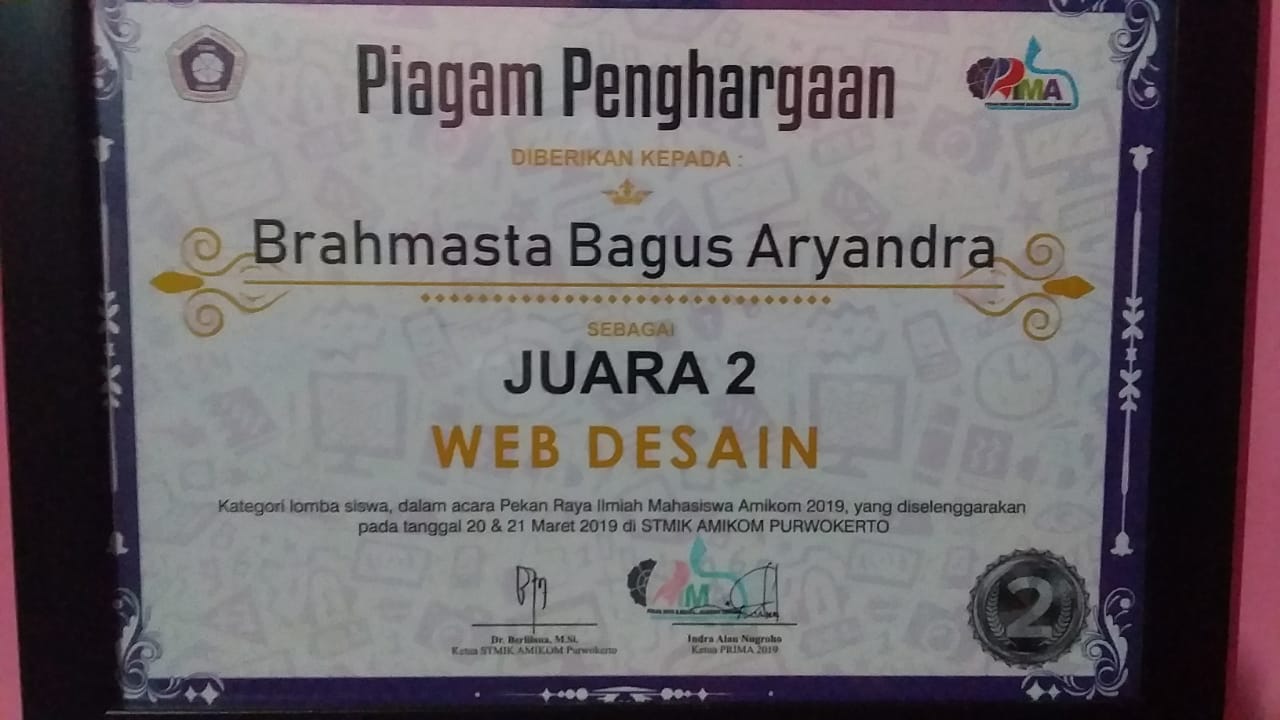 Piagam Penghargaan
PRIMA
DIBERIKAN KEPADA :
Brahmasta Bagus Aryandra
SEBAGAI
JUARA 2
WEB DESAIN
Kategori lomba siswa, dalam acara Pekan Raya Ilmiah Mahasiswa Amikom 2019, yang diselenggarakan
pada tanggal 20 & 21 Maret 2019 di STMIK AMIKOM PURWOKERTO
Dr. Berlilana, M.Si.
Ketua STMIK AMIKOM Purwokerto
Indra Alan Nugroho
Ketua PRIMA 2019
2